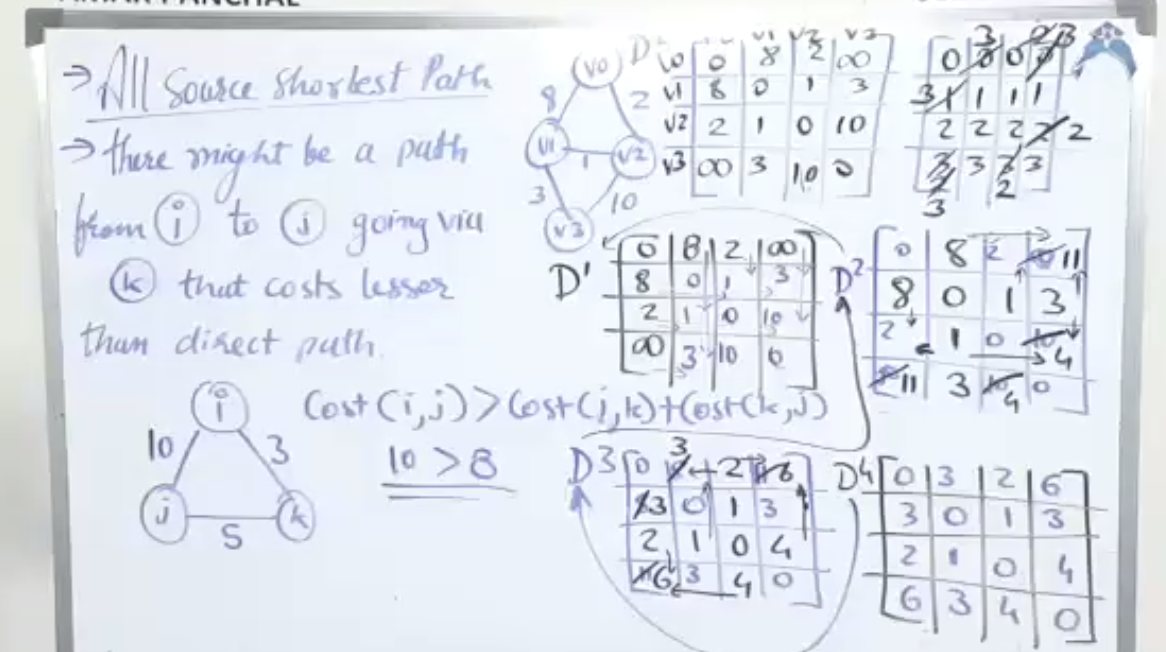 → All Source Shortest Path
→ there might be a path
from i to j going via
k that costs lesser
than direct path.
Cost(i,j) > Cost(i,k) + Cost(k,j)
10 > 8
i
10 3
j k
5
V0
8 2
V1 1 V2
3 10
V3
V1 V2 V3
V0 0 8 2 ∞
V1 8 0 1 3
V2 2 1 0 10
V3 ∞ 3 10 0
0 3 0 3
3 1 1 1
2 2 2 2
3 3 2 3
D1
0 8 2 ∞
8 0 1 3
2 1 0 10
∞ 3 10 0
D2
0 8 2 11
8 0 1 3
2 1 0 10 4
11 3 10 4 0
D3
0 3 2 6
3 0 1 3
2 1 0 4
6 3 4 0
D4
0 3 2 6
3 0 1 3
2 1 0 4
6 3 4 0